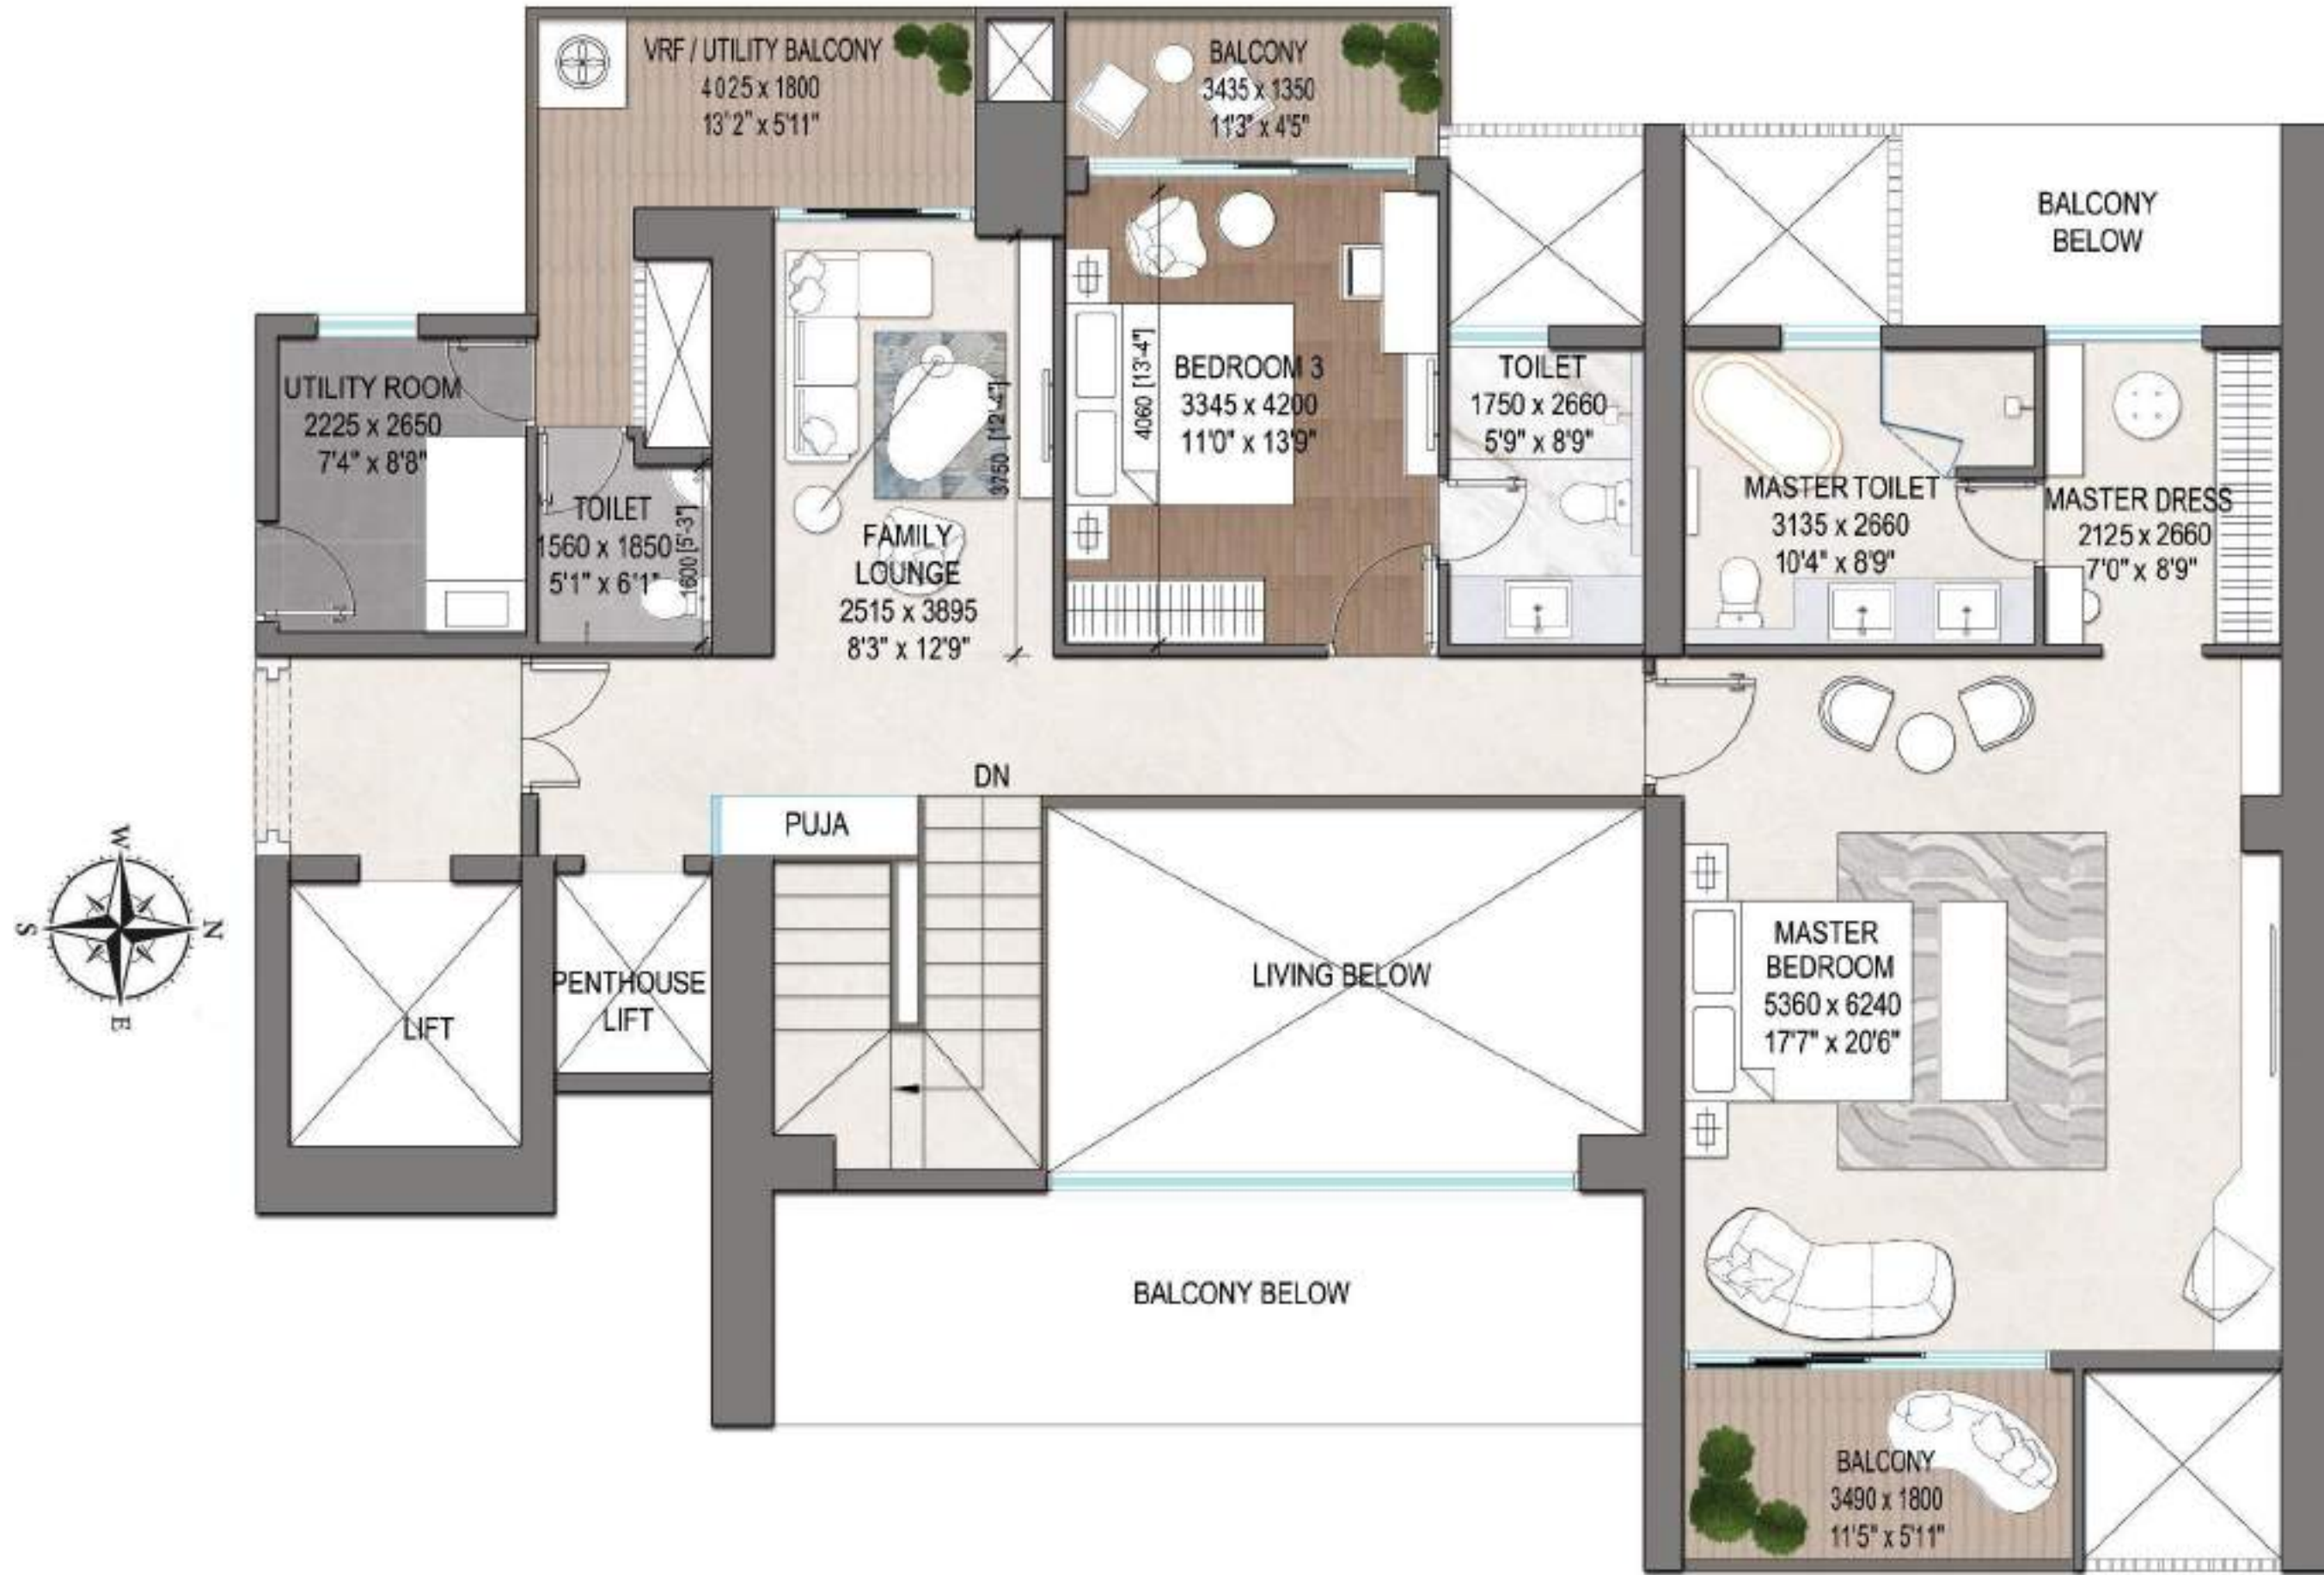 VRF / UTILITY BALCONY
4025 x 1800
13'2" x 5'11"
BALCONY
3435 x 1350
11'3" x 4'5"
BALCONY
BELOW
UTILITY ROOM
2225 x 2650
7'4" x 8'8"
TOILET
1560 x 1850
5'1" x 6'1"
1600 [5'-3"]
FAMILY
LOUNGE
2515 x 3895
8'3" x 12'9"
3750 [12'-4"]
4060 [13'-4"]
BEDROOM 3
3345 x 4200
11'0" x 13'9"
TOILET
1750 x 2660
5'9" x 8'9"
MASTER TOILET
3135 x 2660
10'4" x 8'9"
MASTER DRESS
2125 x 2660
7'0" x 8'9"
DN
PUJA
W
S
N
E
LIFT
PENTHOUSE
LIFT
LIVING BELOW
MASTER
BEDROOM
5360 x 6240
17'7" x 20'6"
BALCONY BELOW
BALCONY
3490 x 1800
11'5" x 5'11"